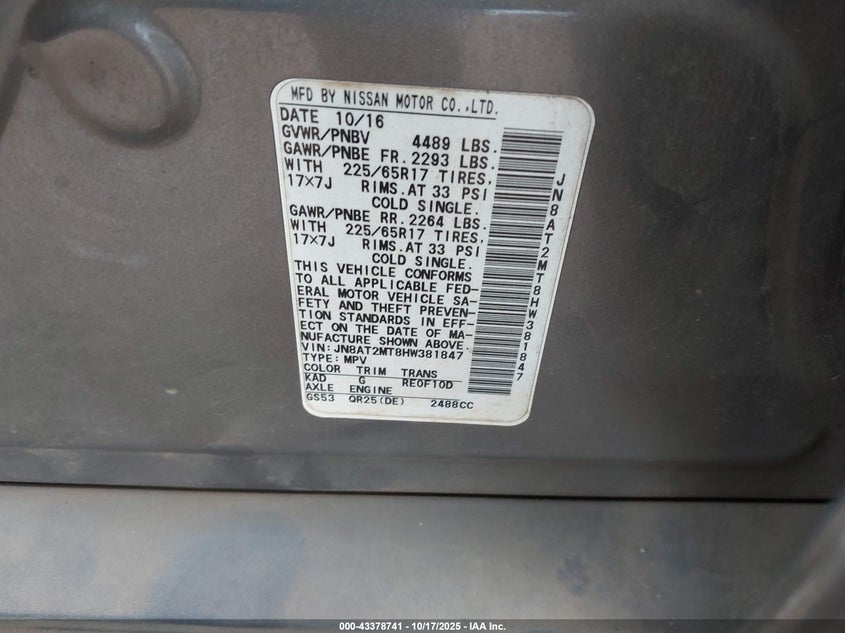 MFD BY NISSAN MOTOR CO.,LTD.
DATE 10/16
GVWR/PNBV 4489 LBS.
GAWR/PNBE FR. 2293 LBS.
WITH 225/65R17 TIRES,
17×7J RIMS. AT 33 PSI
COLD SINGLE.
GAWR/PNBE RR. 2264 LBS.
WITH 225/65R17 TIRES,
17×7J RIMS. AT 33 PSI
COLD SINGLE.
THIS VEHICLE CONFORMS
TO ALL APPLICABLE FED-
ERAL MOTOR VEHICLE SA-
FETY AND THEFT PREVEN-
TION STANDARDS IN EFF-
ECT ON THE DATE OF MA-
NUFACTURE SHOWN ABOVE.
VIN: JN8AT2MT8HW381847
TYPE: MPV
COLOR TRIM TRANS
KAD G RE0F10D
AXLE ENGINE
GS53 QR25(DE) 2488CC
JN8AT2MT8HW381847
000-43378741 - 10/17/2025 - IAA Inc.